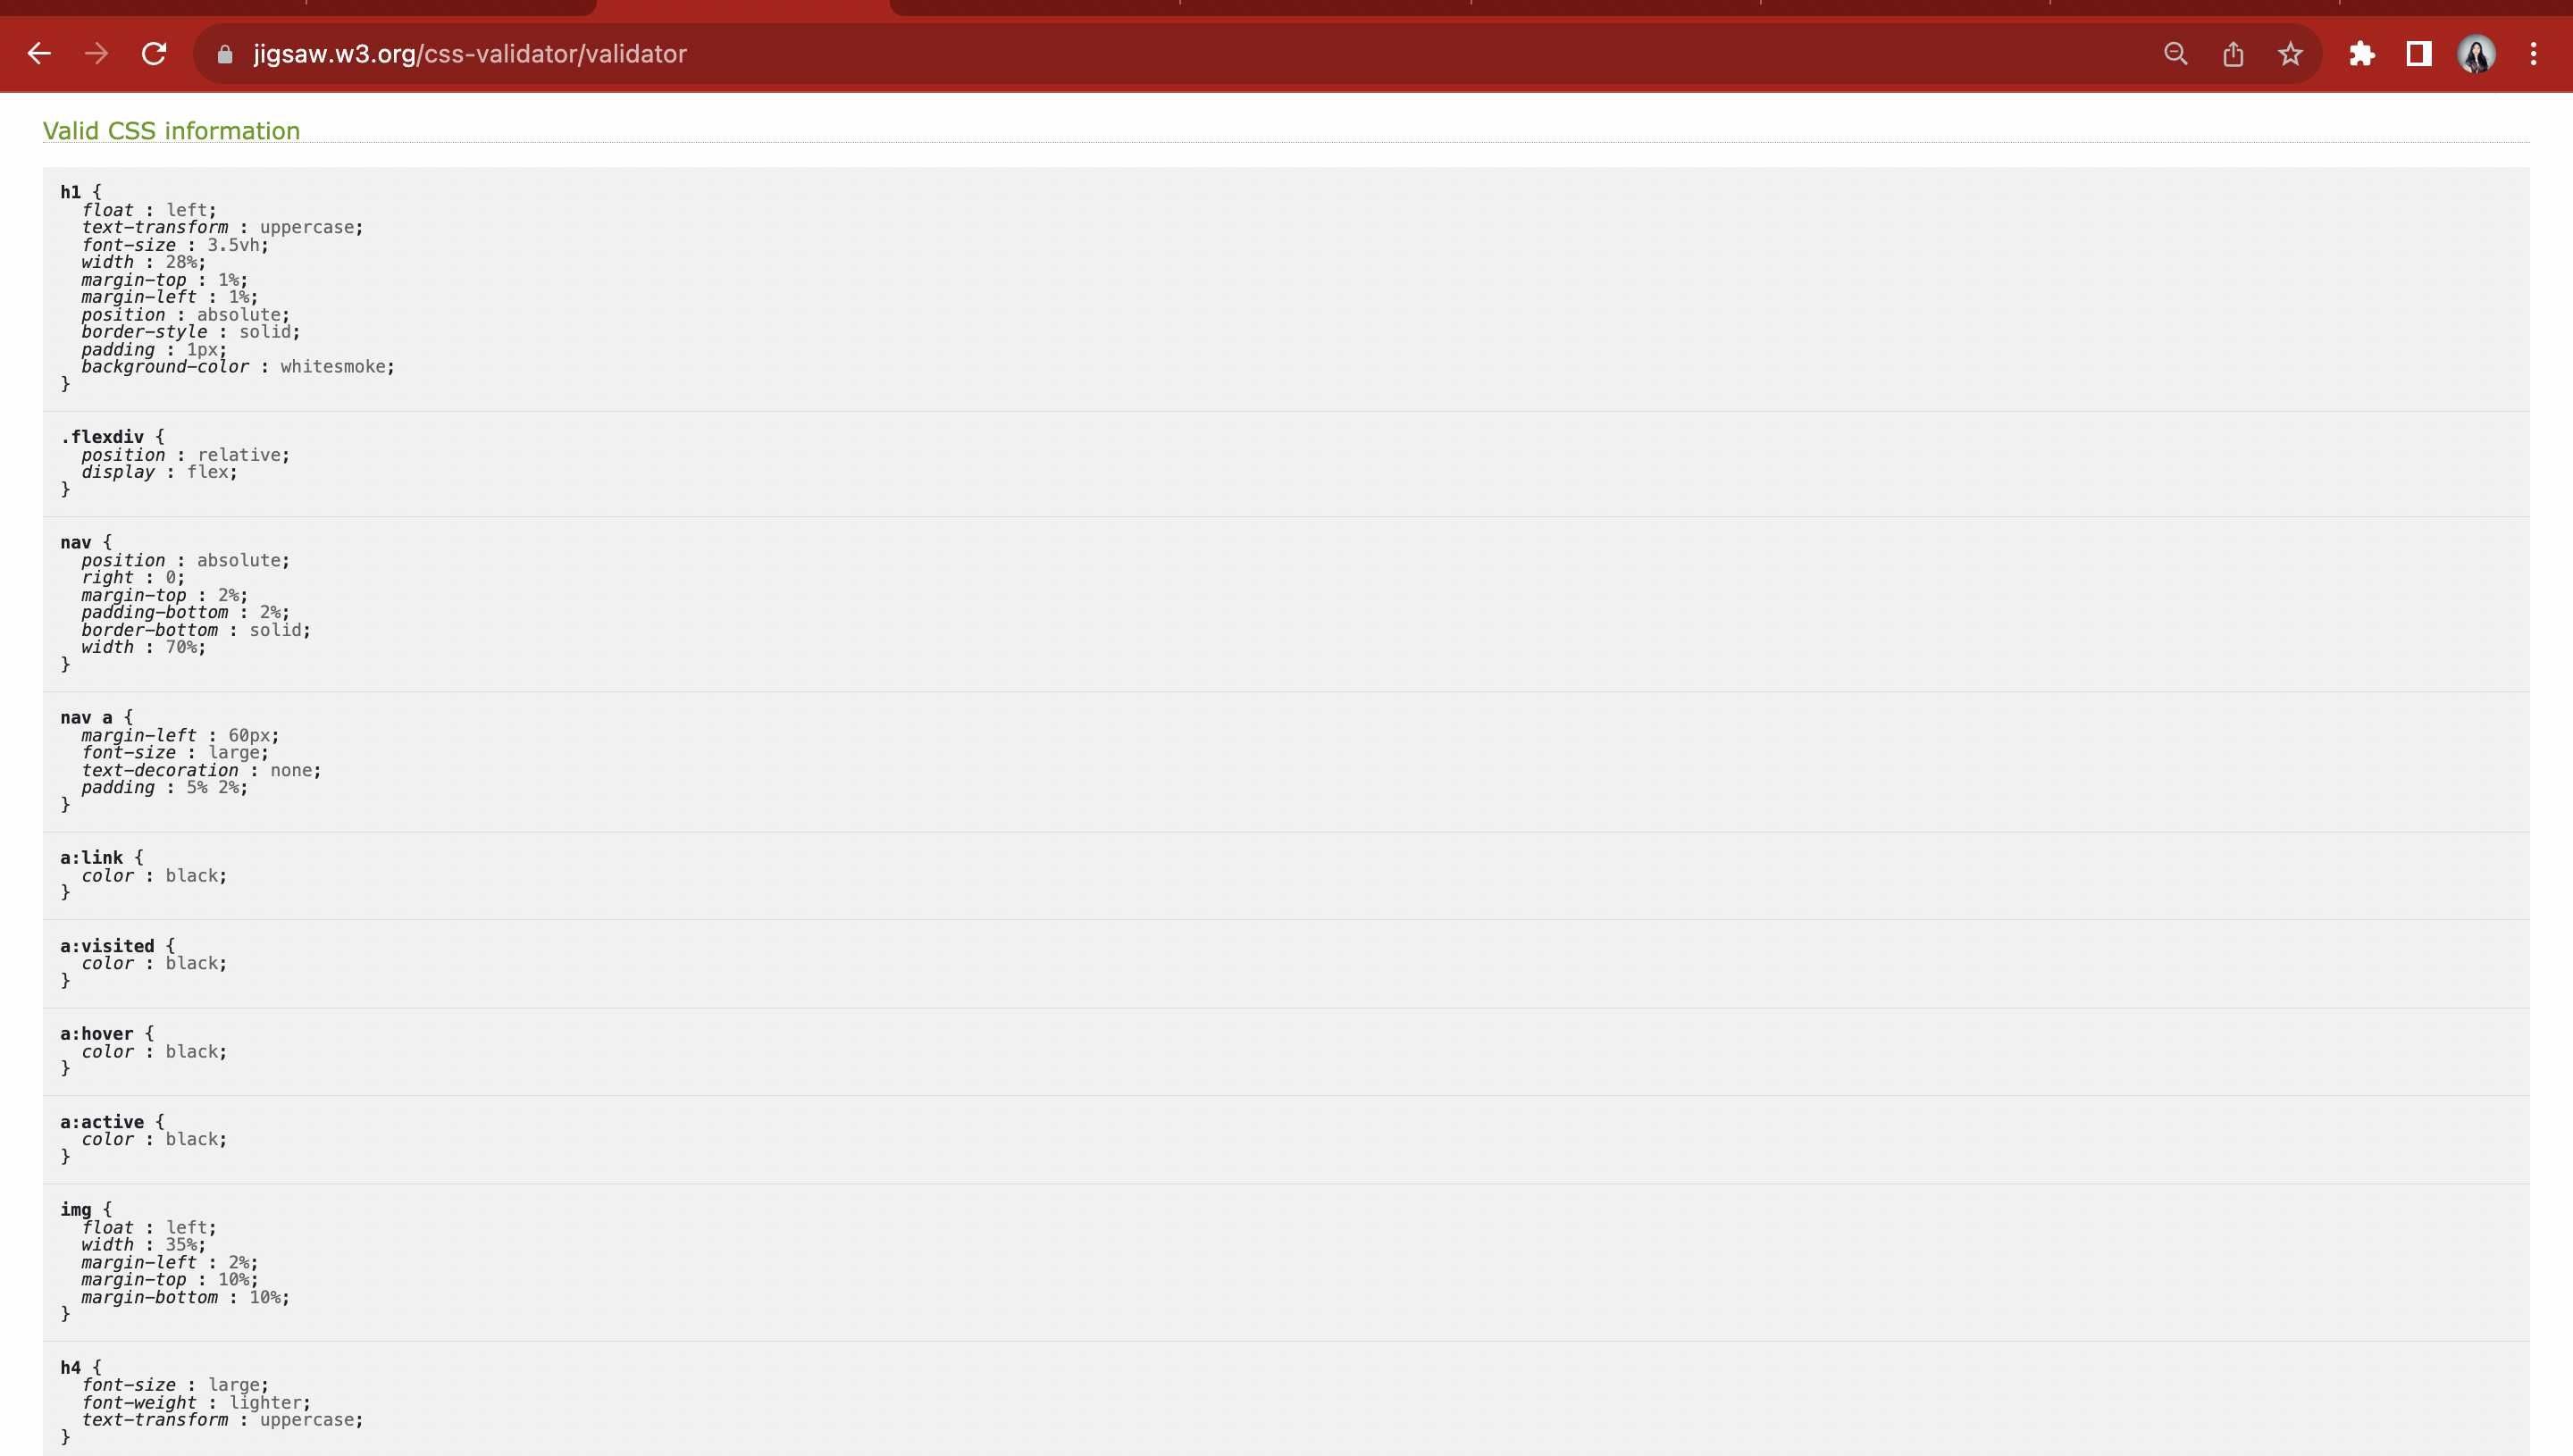 jigsaw.w3.org/css-validator/validator
Valid CSS information
h1 {
float : left;
text-transform : uppercase;
font-size : 3.5vh;
width : 28%;
margin-top : 1%;
margin-left : 1%;
position : absolute;
border-style : solid;
padding : 1px;
background-color : whitesmoke;
}
.flexdiv {
position : relative;
display : flex;
}
nav {
position : absolute;
right : 0;
margin-top : 2%;
padding-bottom : 2%;
border-bottom : solid;
width : 70%;
}
nav a {
margin-left : 60px;
font-size : large;
text-decoration : none;
padding : 5% 2%;
}
a:link {
color : black;
}
a:visited {
color : black;
}
a:hover {
color : black;
}
a:active {
color : black;
}
img {
float : left;
width : 35%;
margin-left : 2%;
margin-top : 10%;
margin-bottom : 10%;
}
h4 {
font-size : large;
font-weight : lighter;
text-transform : uppercase;
}